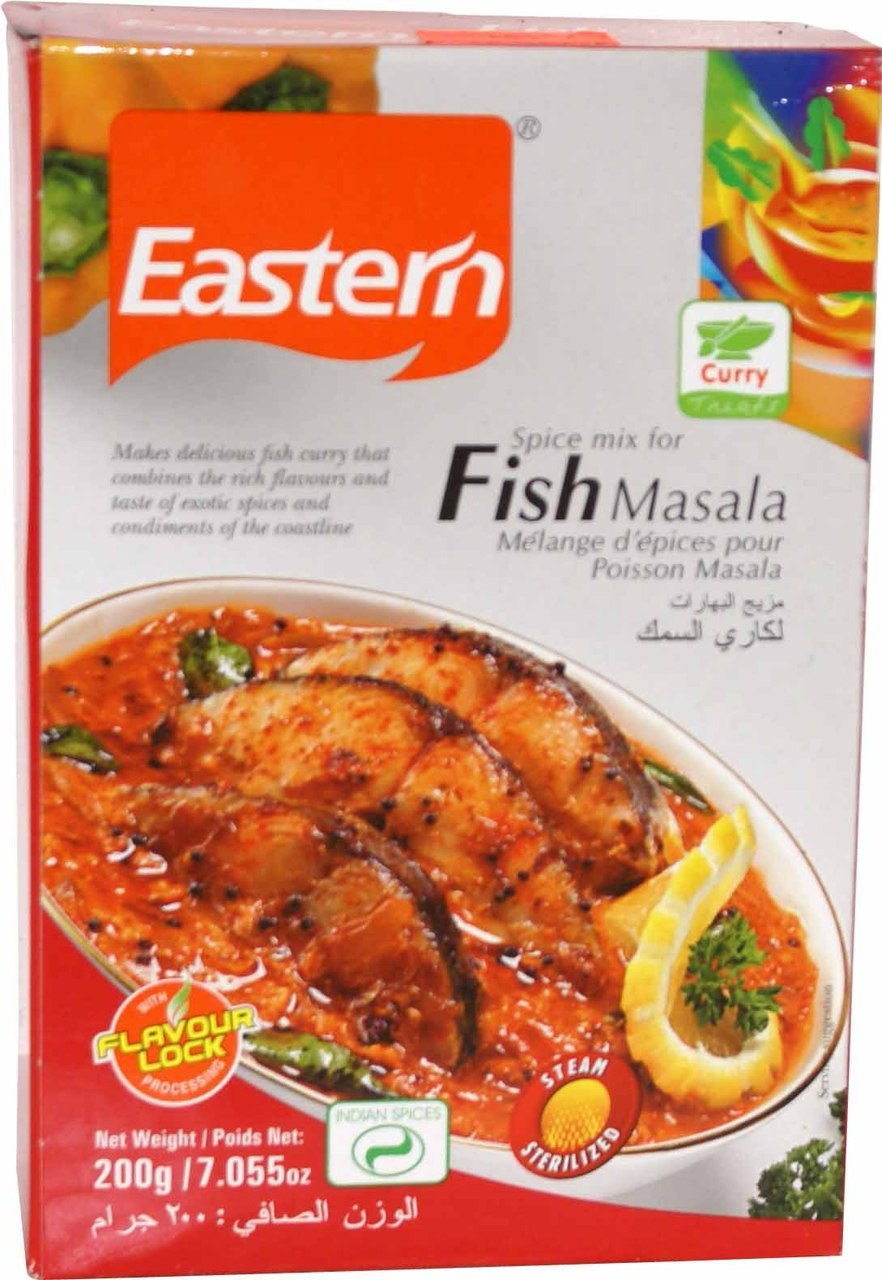 Eastern
®
Curry
Treats
Makes delicious fish curry that
combines the rich flavours and
taste of exotic spices and
condiments of the coastline
Spice mix for
Fish Masala
Mélange d'épices pour
Poisson Masala
مزيج البهارات
لكاري السمك
WITH
FLAVOUR
LOCK
PROCESSING
STEAM
STERILIZED
INDIAN SPICES
Net Weight / Poids Net:
200g / 7.055oz
الوزن الصافي : ٢٠٠ جرام